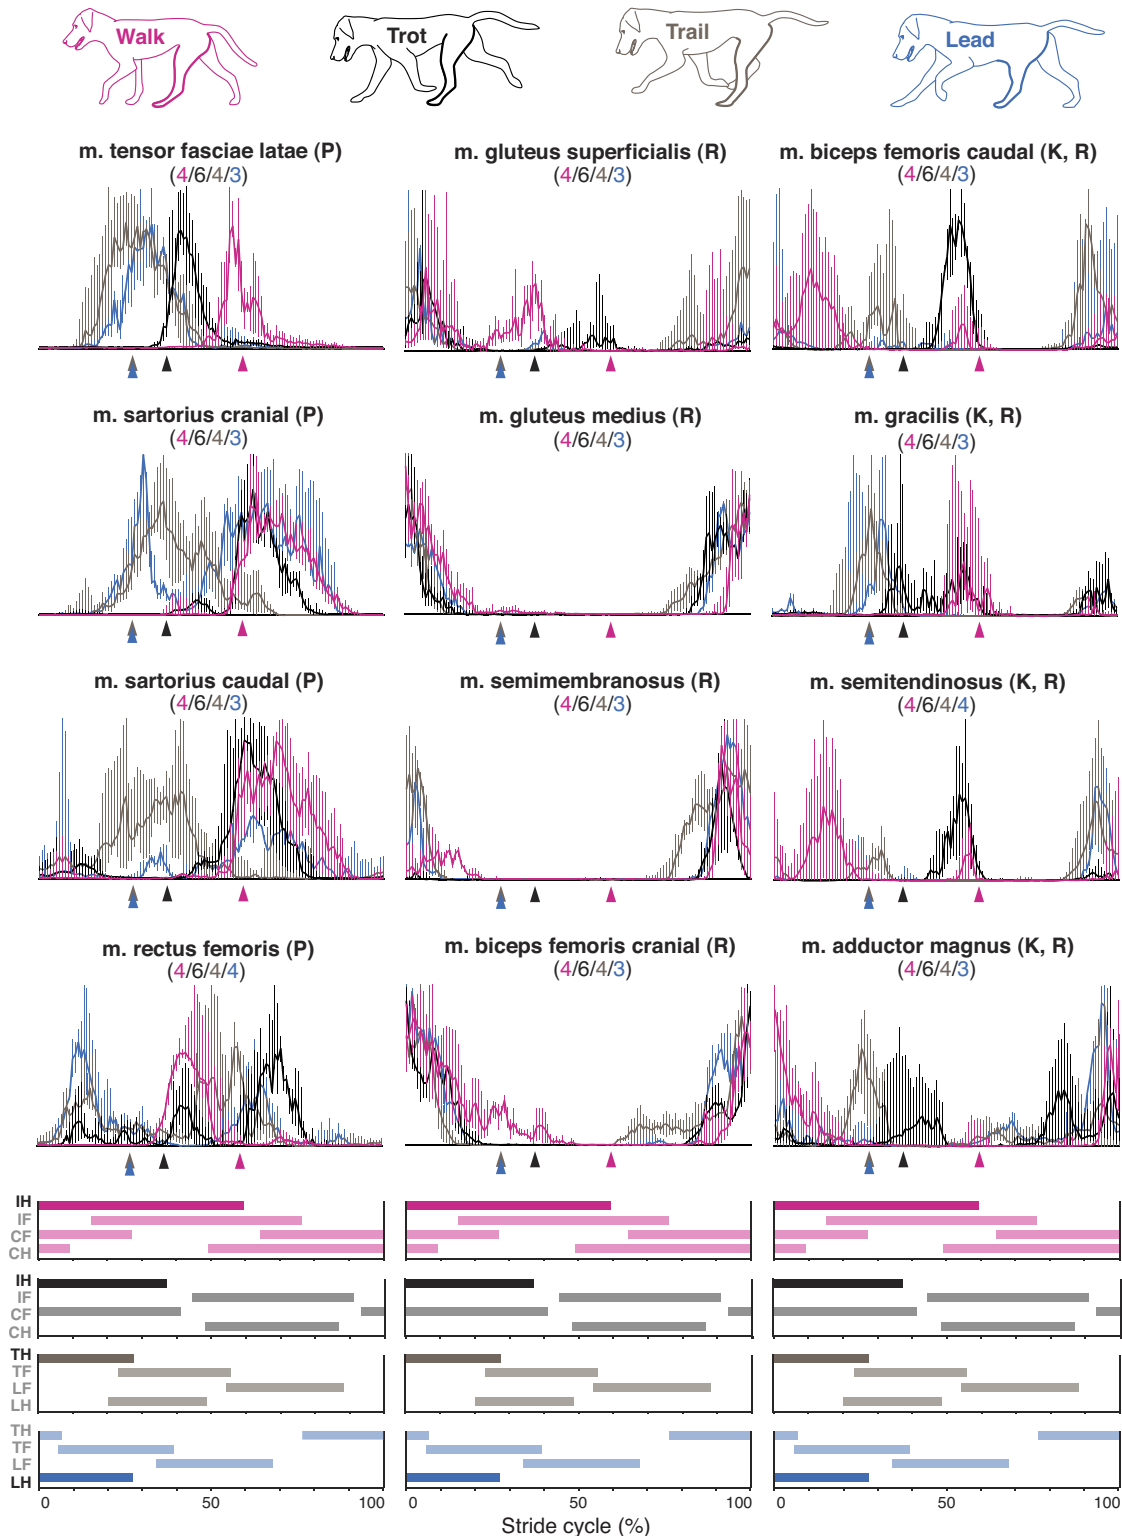 Walk
Trot
Trail
Lead
m. tensor fasciae latae (P)
(4/6/4/3)
m. gluteus superficialis (R)
(4/6/4/3)
m. biceps femoris caudal (K, R)
(4/6/4/3)
m. sartorius cranial (P)
(4/6/4/3)
m. gluteus medius (R)
(4/6/4/3)
m. gracilis (K, R)
(4/6/4/3)
m. sartorius caudal (P)
(4/6/4/3)
m. semimembranosus (R)
(4/6/4/3)
m. semitendinosus (K, R)
(4/6/4/4)
m. rectus femoris (P)
(4/6/4/4)
m. biceps femoris cranial (R)
(4/6/4/3)
m. adductor magnus (K, R)
(4/6/4/3)
IH
IF
CF
CH
IH
IF
CF
CH
TH
TF
LF
LH
TH
TF
LF
LH
0 50 100
0 50 100
0 50 100
Stride cycle (%)